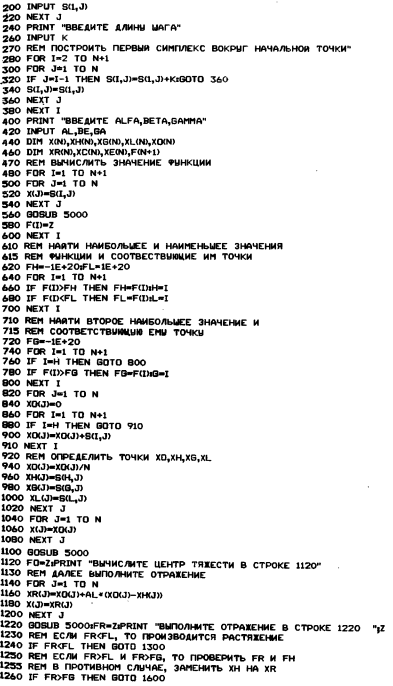 200 INPUT S(1,J)
220 NEXT J
240 PRINT "ВВЕДИТЕ ДЛИНУ ШАГА"
260 INPUT K
270 REM ПОСТРОИТЬ ПЕРВЫЙ СИМПЛЕКС ВОКРУГ НАЧАЛЬНОЙ ТОЧКИ"
280 FOR I=2 TO N+1
300 FOR J=1 TO N
320 IF J=I-1 THEN S(I,J)=S(1,J)+K:GOTO 360
340 S(I,J)=S(1,J)
360 NEXT J
380 NEXT I
400 PRINT "ВВЕДИТЕ ALFA,BETA,GAMMA"
420 INPUT AL,BE,GA
440 DIM X(N),XH(N),XG(N),XL(N),XO(N)
460 DIM XR(N),XC(N),XE(N),F(N+1)
470 REM ВЫЧИСЛИТЬ ЗНАЧЕНИЕ ФУНКЦИИ
480 FOR I=1 TO N+1
500 FOR J=1 TO N
520 X(J)=S(I,J)
540 NEXT J
560 GOSUB 5000
580 F(I)=Z
600 NEXT I
610 REM НАЙТИ НАИБОЛЬШЕЕ И НАИМЕНЬШЕЕ ЗНАЧЕНИЯ
615 REM ФУНКЦИИ И СООТВЕСТВУЮЩИЕ ИМ ТОЧКИ
620 FH=-1E+20:FL=1E+20
640 FOR I=1 TO N+1
660 IF F(I)>FH THEN FH=F(I):H=I
680 IF F(I)<FL THEN FL=F(I):L=I
700 NEXT I
710 REM НАЙТИ ВТОРОЕ НАИБОЛЬШЕЕ ЗНАЧЕНИЕ И
715 REM СООТВЕТСТВУЮЩУЮ ЕМУ ТОЧКУ
720 FG=-1E+20
740 FOR I=1 TO N+1
760 IF I=H THEN GOTO 800
780 IF F(I)>FG THEN FG=F(I):G=I
800 NEXT I
820 FOR J=1 TO N
840 XO(J)=0
860 FOR I=1 TO N+1
880 IF I=H THEN GOTO 910
900 XO(J)=XO(J)+S(I,J)
910 NEXT I
920 REM ОПРЕДЕЛИТЬ ТОЧКИ XO,XH,XG,XL
940 XO(J)=XO(J)/N
960 XH(J)=S(H,J)
980 XG(J)=S(G,J)
1000 XL(J)=S(L,J)
1020 NEXT J
1040 FOR J=1 TO N
1060 X(J)=XO(J)
1080 NEXT J
1100 GOSUB 5000
1120 FO=Z:PRINT "ВЫЧИСЛИТЕ ЦЕНТР ТЯЖЕСТИ В СТРОКЕ 1120"
1130 REM ДАЛЕЕ ВЫПОЛНИТЕ ОТРАЖЕНИЕ
1140 FOR J=1 TO N
1160 XR(J)=XO(J)+AL*(XO(J)-XH(J))
1180 X(J)=XR(J)
1200 NEXT J
1220 GOSUB 5000:FR=Z:PRINT "ВЫПОЛНИТЕ ОТРАЖЕНИЕ В СТРОКЕ 1220 ";Z
1230 REM ЕСЛИ FR<FL, ТО ПРОИЗВОДИТСЯ РАСТЯЖЕНИЕ
1240 IF FR<FL THEN GOTO 1300
1250 REM ЕСЛИ FR>FL И FR>FG, ТО ПРОВЕРИТЬ FR И FH
1255 REM В ПРОТИВНОМ СЛУЧАЕ, ЗАМЕНИТЬ XH НА XR
1260 IF FR>FG THEN GOTO 1600